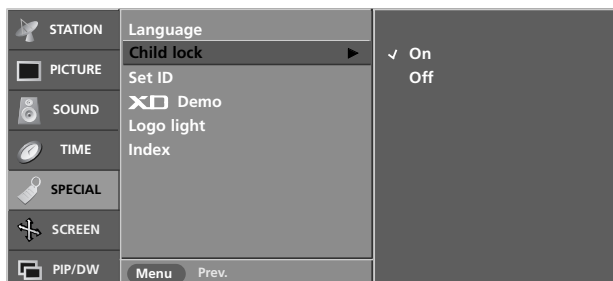 STATION
PICTURE
SOUND
TIME
SPECIAL
SCREEN
PIP/DW
Language
Child lock
Set ID
XD Demo
Logo light
Index
Menu Prev.
On
Off